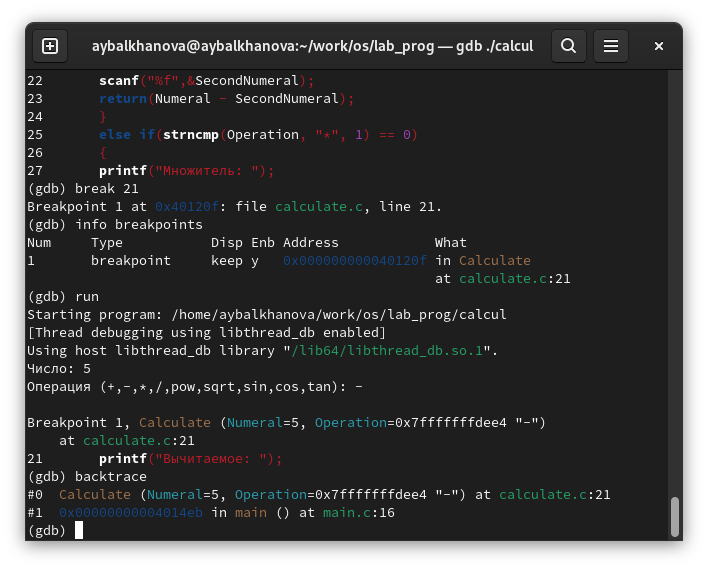 aybalkhanova@aybalkhanova:~/work/os/lab_prog — gdb ./calcul
22       scanf("%f",&SecondNumeral);
23       return(Numeral - SecondNumeral);
24       }
25       else if(strncmp(Operation, "*", 1) == 0)
26       {
27       printf("Множитель: ");
(gdb) break 21
Breakpoint 1 at 0x40120f: file calculate.c, line 21.
(gdb) info breakpoints
Num     Type           Disp Enb Address            What
1       breakpoint     keep y   0x000000000040120f in Calculate
                                                   at calculate.c:21
(gdb) run
Starting program: /home/aybalkhanova/work/os/lab_prog/calcul
[Thread debugging using libthread_db enabled]
Using host libthread_db library "/lib64/libthread_db.so.1".
Число: 5
Операция (+,-,*,/,pow,sqrt,sin,cos,tan): -
Breakpoint 1, Calculate (Numeral=5, Operation=0x7fffffffdee4 "-")
    at calculate.c:21
21       printf("Вычитаемое: ");
(gdb) backtrace
#0  Calculate (Numeral=5, Operation=0x7fffffffdee4 "-") at calculate.c:21
#1  0x00000000004014eb in main () at main.c:16
(gdb)